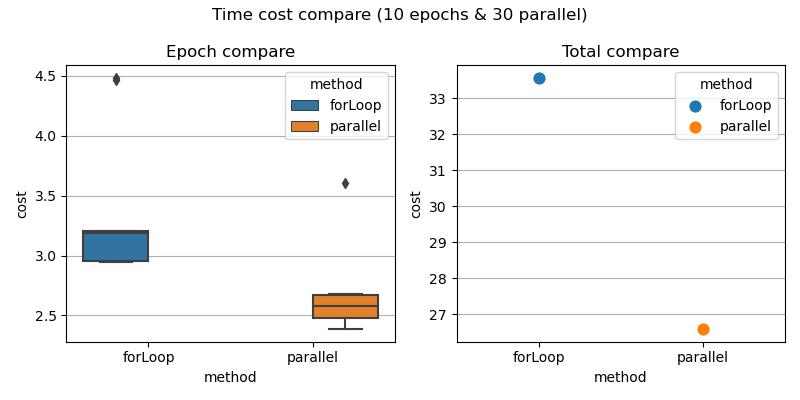 Time cost compare (10 epochs & 30 parallel)
Epoch compare
method
forLoop
parallel
4.5
4.0
3.5
3.0
2.5
cost
forLoop
parallel
method
Total compare
method
forLoop
parallel
33
32
31
30
29
28
27
cost
forLoop
parallel
method